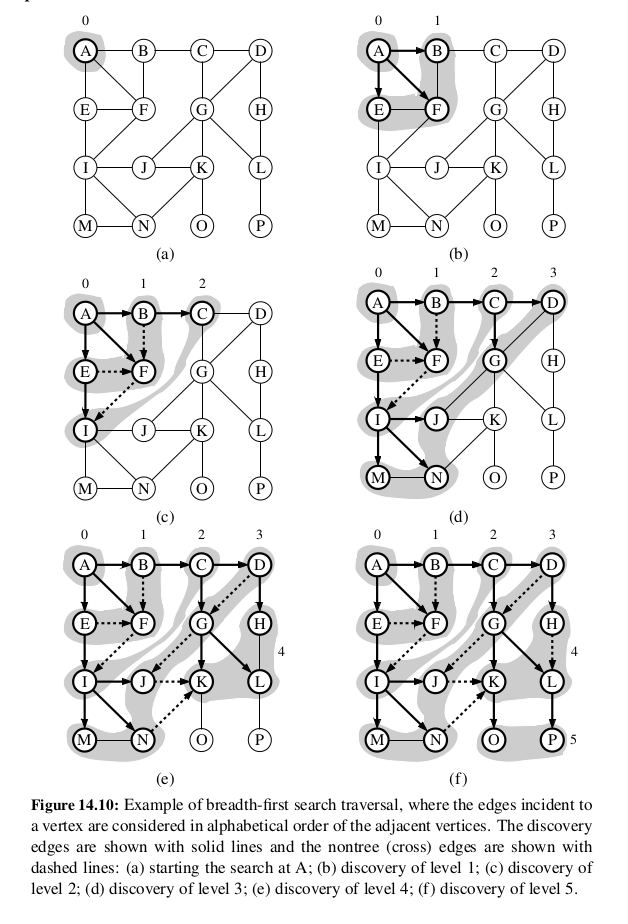 0
A B C D
E F G H
I J K L
M N O P
(a)
0 1
A B C D
E F G H
I J K L
M N O P
(b)
0 1 2
A B C D
E F G H
I J K L
M N O P
(c)
0 1 2 3
A B C D
E F G H
I J K L
M N O P
(d)
0 1 2 3
A B C D
E F G H
4
I J K L
M N O P
(e)
0 1 2 3
A B C D
E F G H
4
I J K L
M N O P 5
(f)
Figure 14.10: Example of breadth-first search traversal, where the edges incident to
a vertex are considered in alphabetical order of the adjacent vertices. The discovery
edges are shown with solid lines and the nontree (cross) edges are shown with
dashed lines: (a) starting the search at A; (b) discovery of level 1; (c) discovery of
level 2; (d) discovery of level 3; (e) discovery of level 4; (f) discovery of level 5.